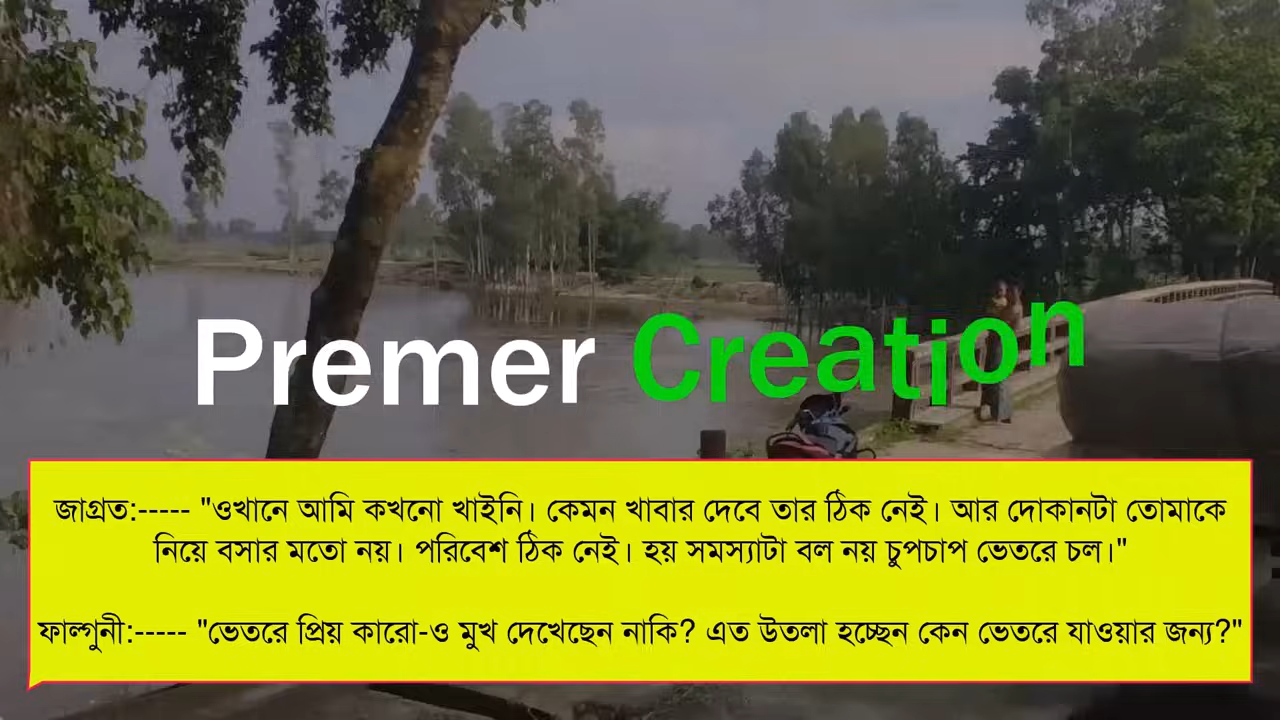 Premer Creation
জাগ্রত:----- "ওখানে আমি কখনো খাইনি। কেমন খাবার দেবে তার ঠিক নেই। আর দোকানটা তোমাকে
নিয়ে বসার মতো নয়। পরিবেশ ঠিক নেই। হয় সমস্যাটা বল নয় চুপচাপ ভেতরে চল।"
ফাল্গুনী:----- "ভেতরে প্রিয় কারো-ও মুখ দেখেছেন নাকি? এত উতলা হচ্ছেন কেন ভেতরে যাওয়ার জন্য?"